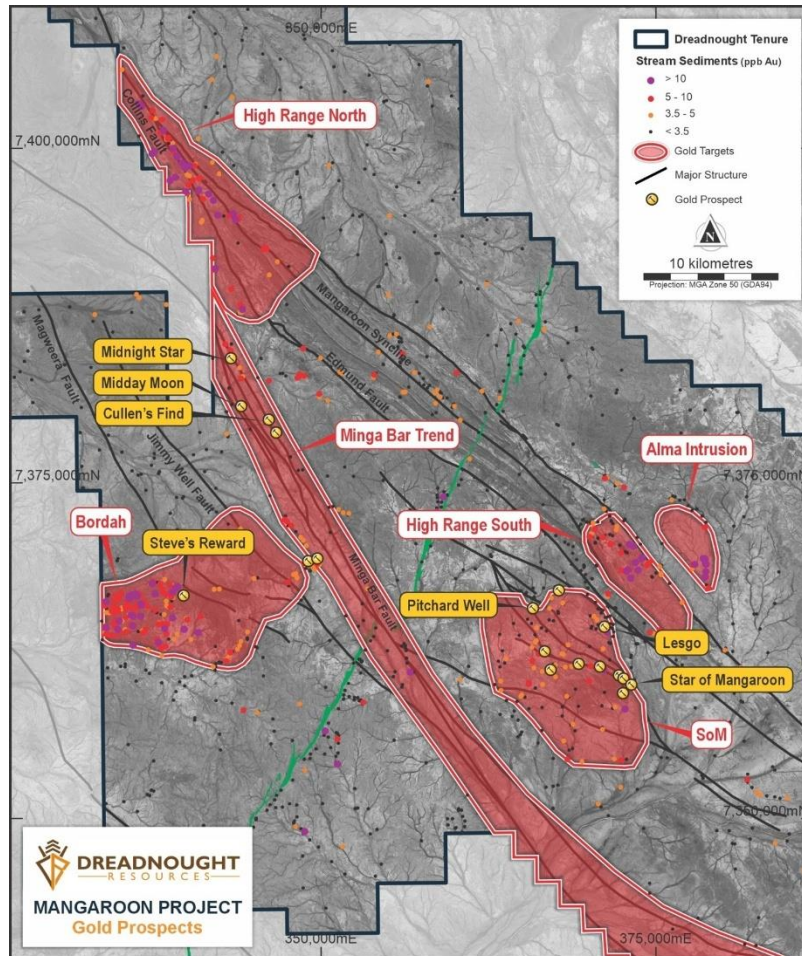 350,000mE
Dreadnought Tenure
Stream Sediments (ppb Au)
> 10
5 - 10
3.5 - 5
< 3.5
Gold Targets
Major Structure
Gold Prospect
N
10 kilometres
Projection: MGA Zone 50 (GDA94)
Collins Fault
High Range North
7,400,000mN
Magweera Fault
Midnight Star
Midday Moon
Cullen's Find
Mangaroon Syncline
Edmund Fault
Minga Bar Trend
Alma Intrusion
Jimmy Well Fault
7,375,000mN
7,375,000mN
Bordah
High Range South
Steve's Reward
Minga Bar Fault
Pitchard Well
Lesgo
Star of Mangaroon
SoM
7,350,000mN
DREADNOUGHT
RESOURCES
MANGAROON PROJECT
Gold Prospects
350,000mE
375,000mE